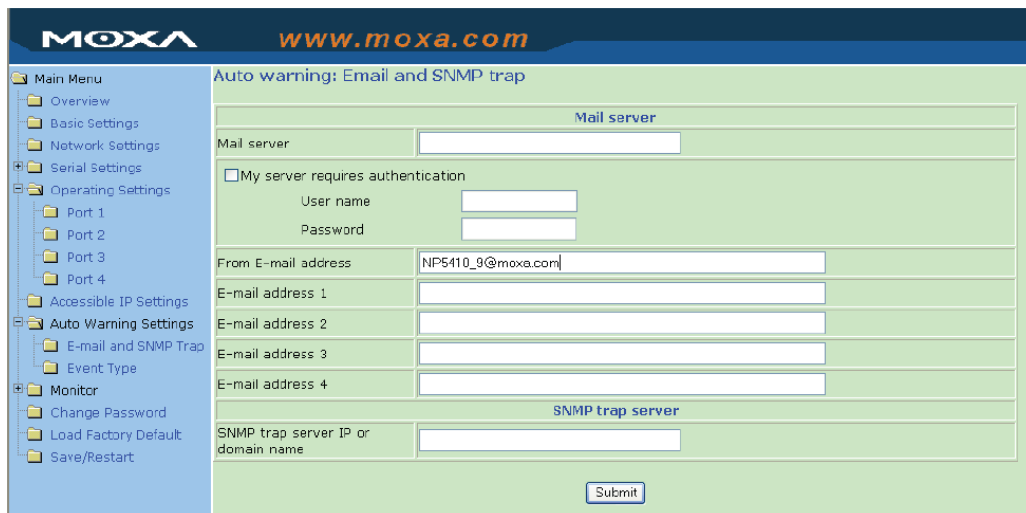 MOXA
www.moxa.com
Main Menu
Overview
Basic Settings
Network Settings
Serial Settings
Operating Settings
Port 1
Port 2
Port 3
Port 4
Accessible IP Settings
Auto Warning Settings
E-mail and SNMP Trap
Event Type
Monitor
Change Password
Load Factory Default
Save/Restart
Auto warning: Email and SNMP trap
Mail server
Mail server
My server requires authentication
User name
Password
From E-mail address NP5410_9@moxa.com
E-mail address 1
E-mail address 2
E-mail address 3
E-mail address 4
SNMP trap server
SNMP trap server IP or
domain name
Submit